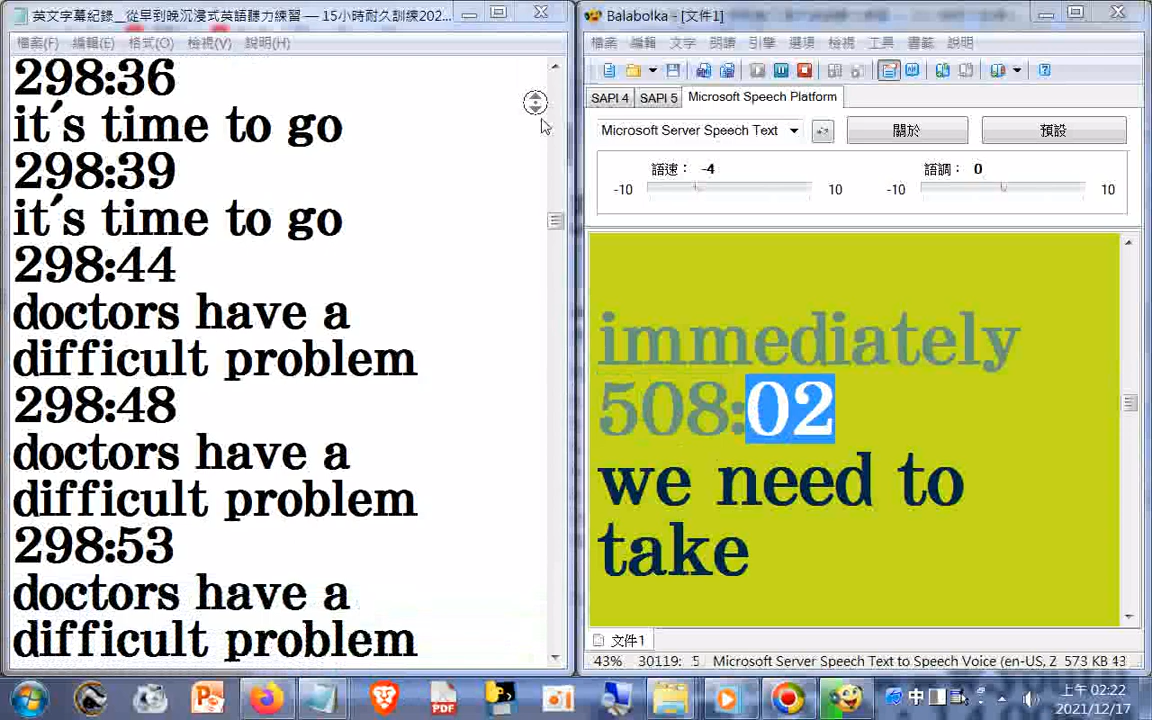 英文字幕紀錄__從早到晚沉浸式英語聽力練習 — 15小時耐久訓練202...
檔案(F) 編輯(E) 格式(O) 檢視(V) 說明(H)
298:36
it's time to go
298:39
it's time to go
298:44
doctors have a
difficult problem
298:48
doctors have a
difficult problem
298:53
doctors have a
difficult problem
Balabolka - [文件1]
檔案 編輯 文字 朗讀 引擎 選項 檢視 工具 書籤 說明
SAPI 4 SAPI 5 Microsoft Speech Platform
Microsoft Server Speech Text 關於 預設
語速： -4 語調： 0
-10 10 -10 10
immediately
508:02
we need to
take
文件1
43% 30119: 5 Microsoft Server Speech Text to Speech Voice (en-US, Z 573 KB 43
PDF 中 上午 02:22
2021/12/17